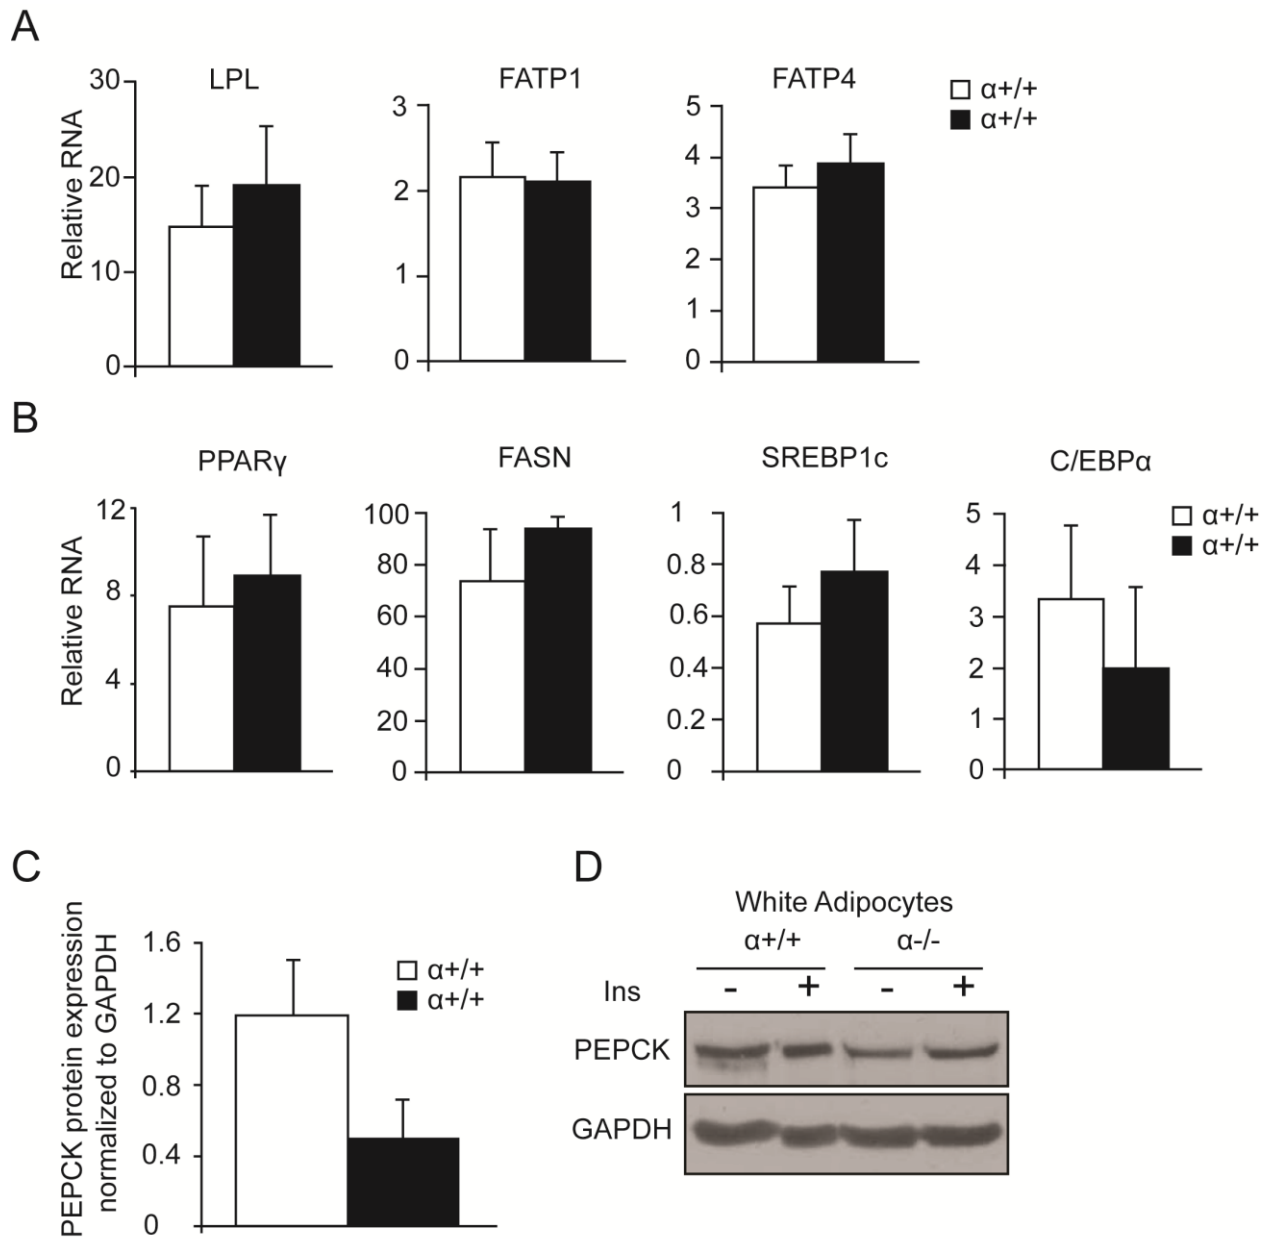 A
LPL
FATP1
FATP4
α+/+
α+/+
Relative RNA
30
20
10
0
3
2
1
0
5
4
3
2
1
0
B
PPARγ
FASN
SREBP1c
C/EBPα
α+/+
α+/+
Relative RNA
12
8
4
0
100
80
60
40
20
0
1
0.8
0.6
0.4
0.2
0
5
4
3
2
1
0
C
PEPCK protein expression
normalized to GAPDH
1.6
1.2
0.8
0.4
0
α+/+
α+/+
D
White Adipocytes
α+/+ α-/-
Ins - + - +
PEPCK
GAPDH